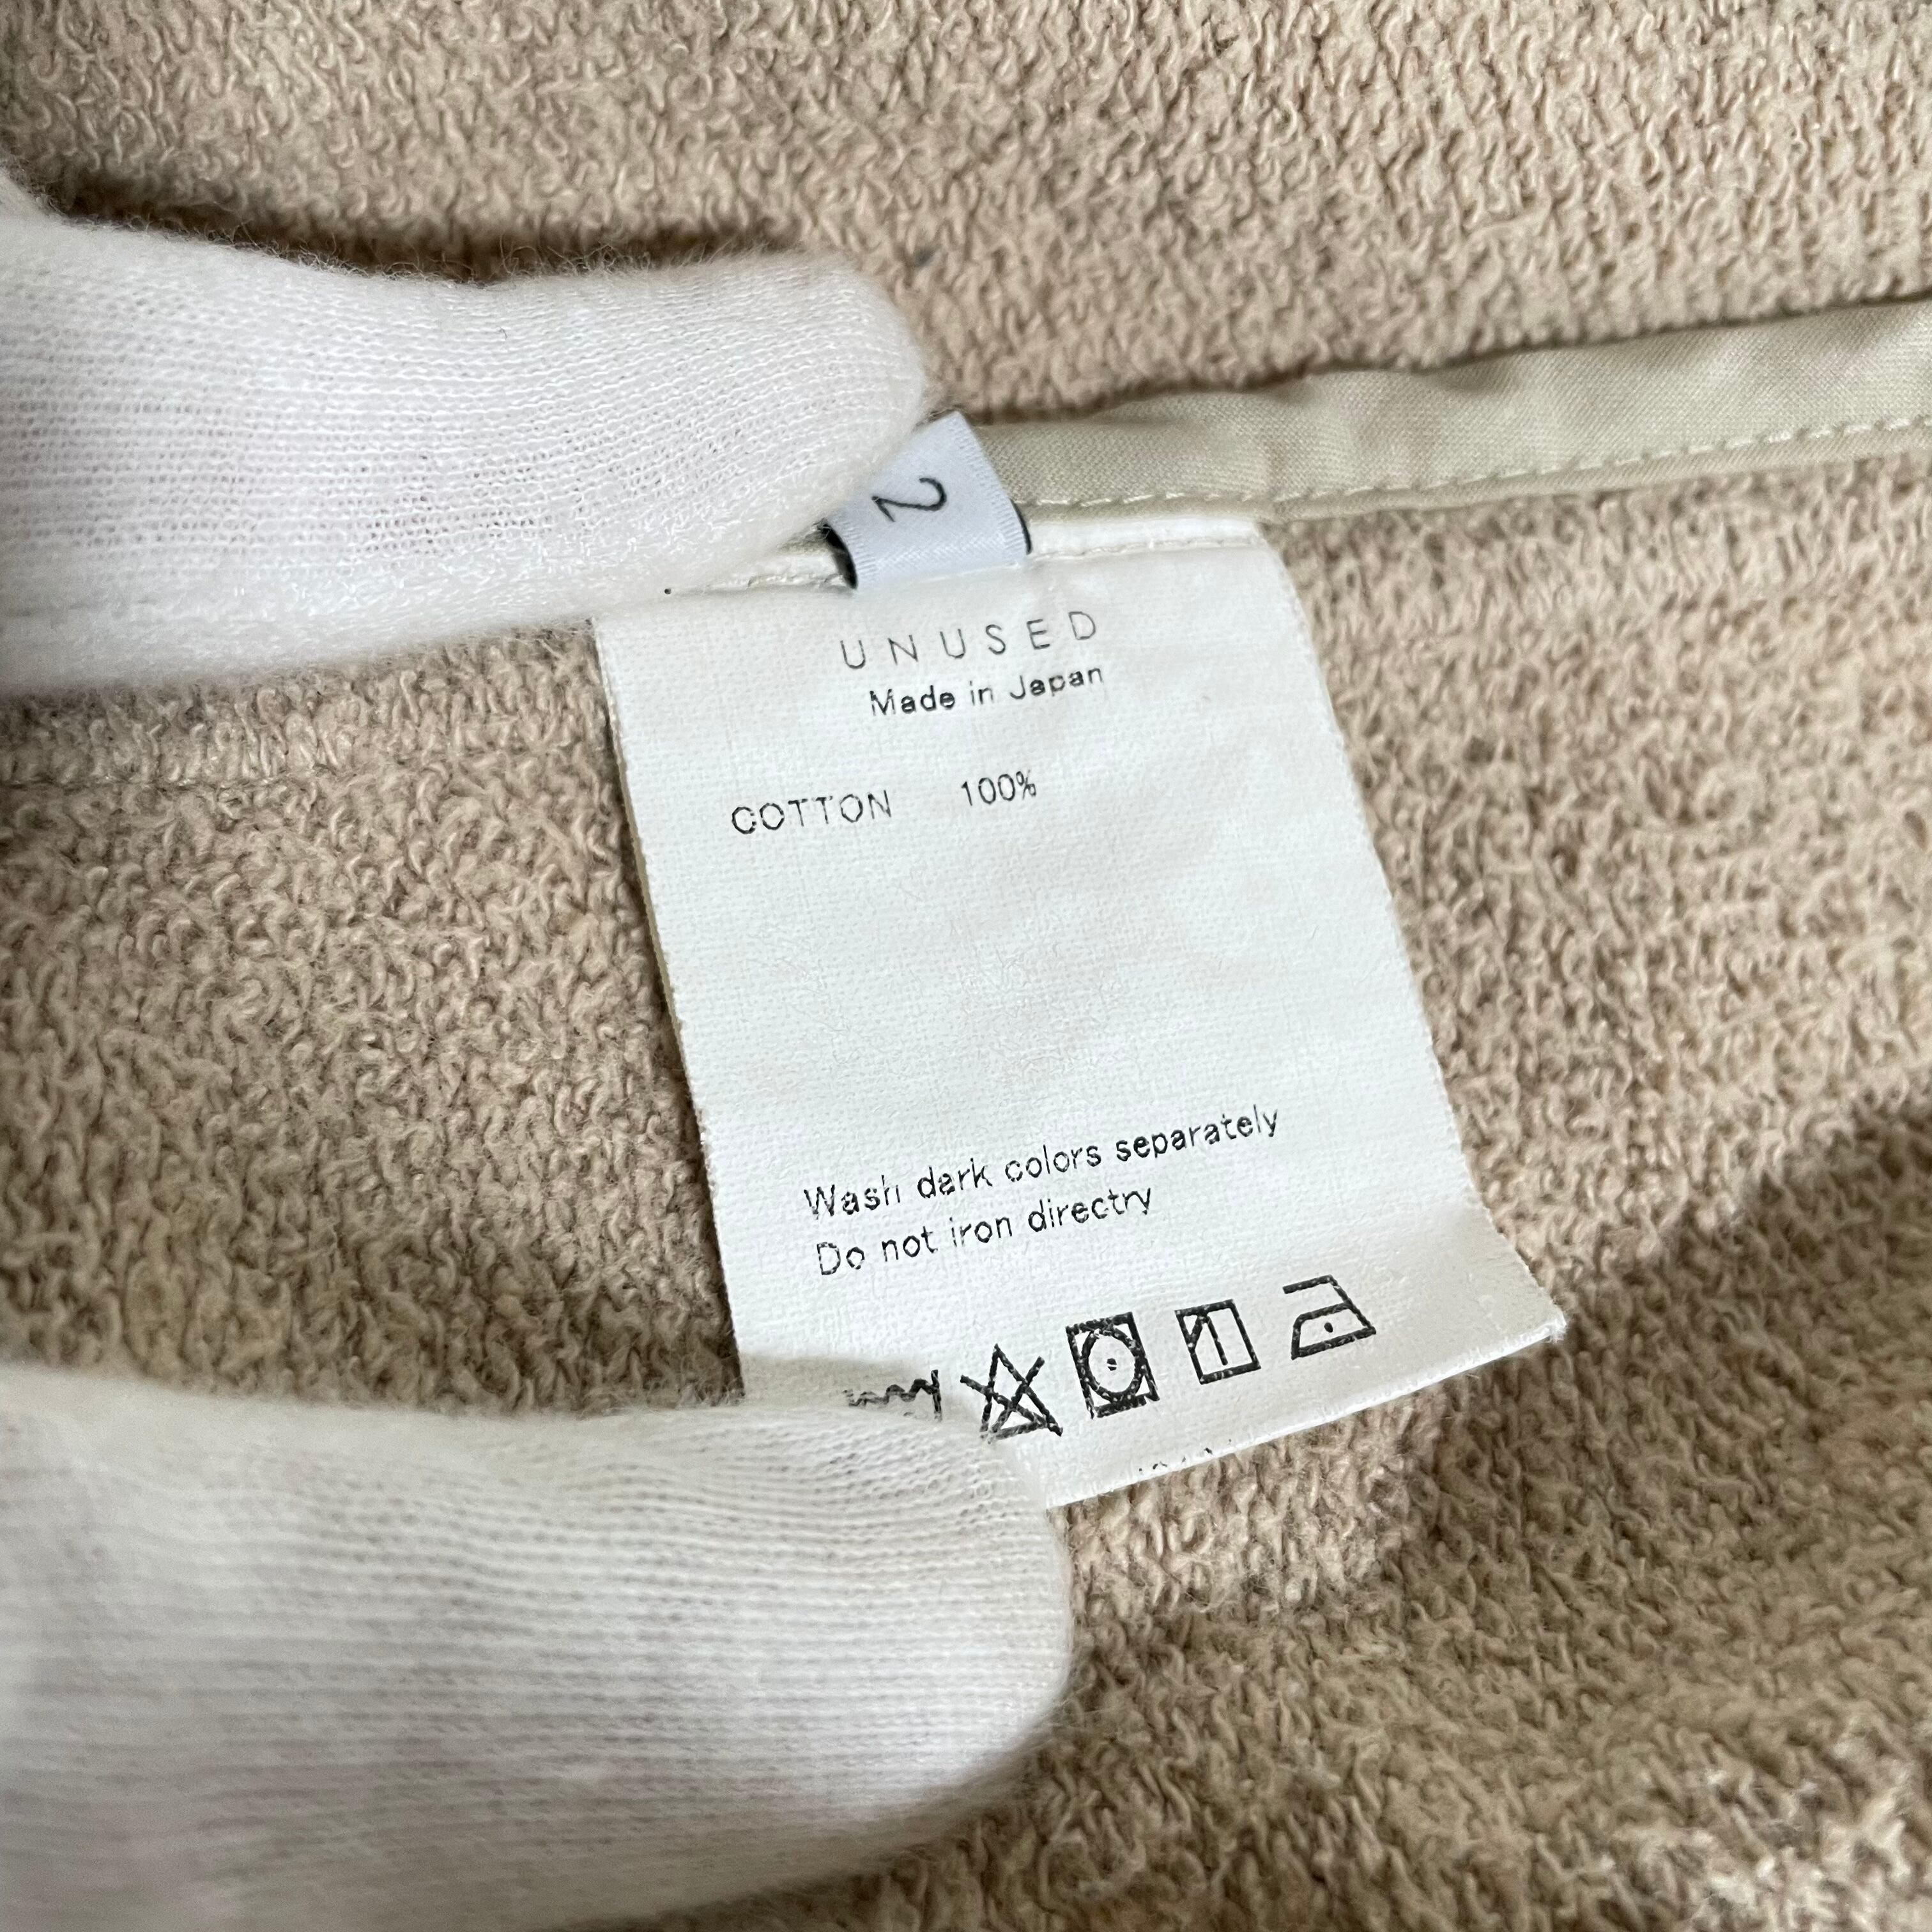 2
UNUSED
Made in Japan
COTTON 100%
Wash dark colors separately
Do not iron directry